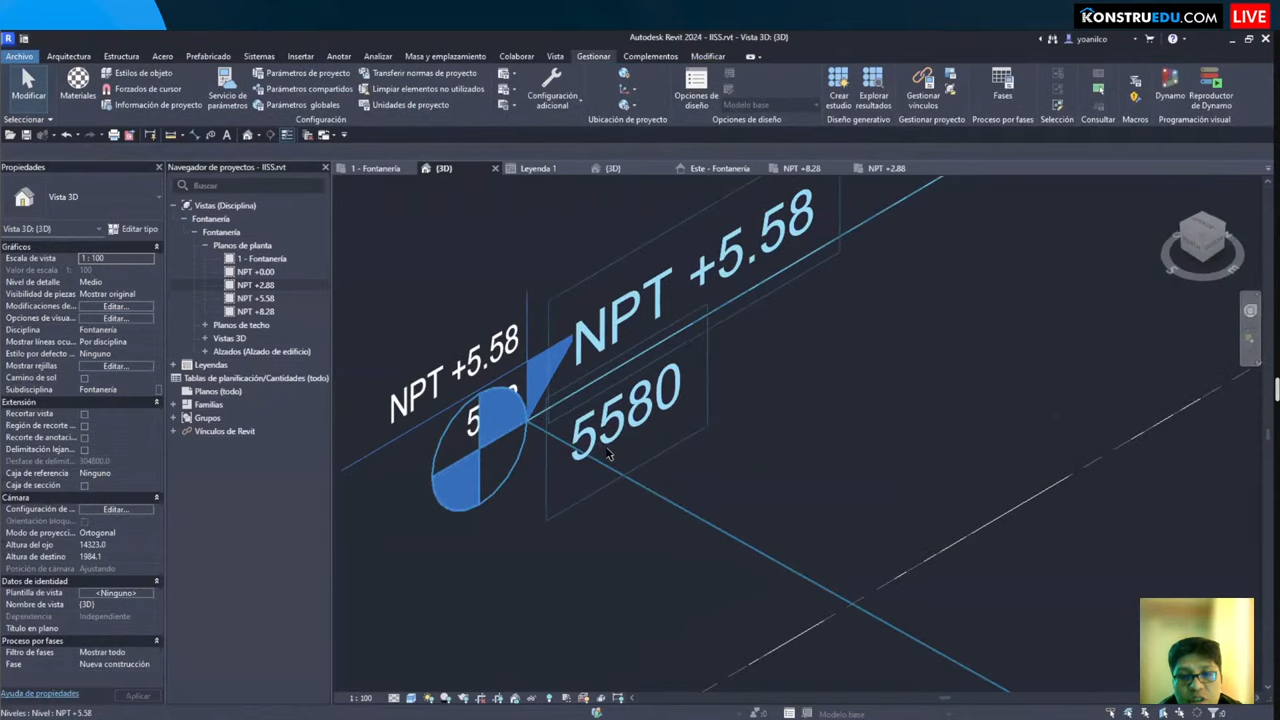 KONSTRUEDU.COM LIVE
Autodesk Revit 2024 - IISS.rvt - Vista 3D: {3D}
yoanilco
Archivo Arquitectura Estructura Acero Prefabricado Sistemas Insertar Anotar Analizar Masa y emplazamiento Colaborar Vista Gestionar Complementos Modificar
Modificar
Materiales
Estilos de objeto
Forzados de cursor
Información de proyecto
Servicio de parámetros
Parámetros de proyecto
Parámetros compartidos
Parámetros globales
Transferir normas de proyecto
Limpiar elementos no utilizados
Unidades de proyecto
Configuración adicional
Opciones de diseño
Modelo base
Crear estudio
Explorar resultados
Gestionar vínculos
Fases
Dynamo
Reproductor de Dynamo
Seleccionar
Configuración
Ubicación de proyecto
Opciones de diseño
Diseño generativo
Gestionar proyecto
Proceso por fases
Selección
Consultar
Macros
Programación visual
Propiedades
Vista 3D
Vista 3D: {3D}
Editar tipo
Gráficos
Escala de vista 1 : 100
Valor de escala 1: 100
Nivel de detalle Medio
Visibilidad de piezas Mostrar original
Modificaciones de... Editar...
Opciones de visua... Editar...
Disciplina Fontanería
Mostrar líneas ocu... Por disciplina
Estilo por defecto ... Ninguno
Mostrar rejillas Editar...
Camino de sol
Subdisciplina Fontanería
Extensión
Recortar vista
Región de recorte ...
Recorte de anotaci...
Delimitación lejan...
Desfase de delimit... 304800.0
Caja de referencia Ninguno
Caja de sección
Cámara
Configuración de ... Editar...
Orientación bloqu...
Modo de proyecci... Ortogonal
Altura del ojo 14323.0
Altura de destino 1984.1
Posición de cámara Ajustando
Datos de identidad
Plantilla de vista <Ninguno>
Nombre de vista {3D}
Dependencia Independiente
Título en plano
Proceso por fases
Filtro de fases Mostrar todo
Fase Nueva construcción
Ayuda de propiedades Aplicar
Navegador de proyectos - IISS.rvt
Buscar
Vistas (Disciplina)
Fontanería
Fontanería
Planos de planta
1 - Fontanería
NPT +0.00
NPT +2.88
NPT +5.58
NPT +8.28
Planos de techo
Vistas 3D
Alzados (Alzado de edificio)
Leyendas
Tablas de planificación/Cantidades (todo)
Planos (todo)
Familias
Grupos
Vínculos de Revit
1 - Fontanería {3D} Leyenda 1 {3D} Este - Fontanería NPT +8.28 NPT +2.88
NPT +5.58
5580
NPT +5.58
5
1 : 100
Niveles : Nivel : NPT +5.58
:0
Modelo base
:0